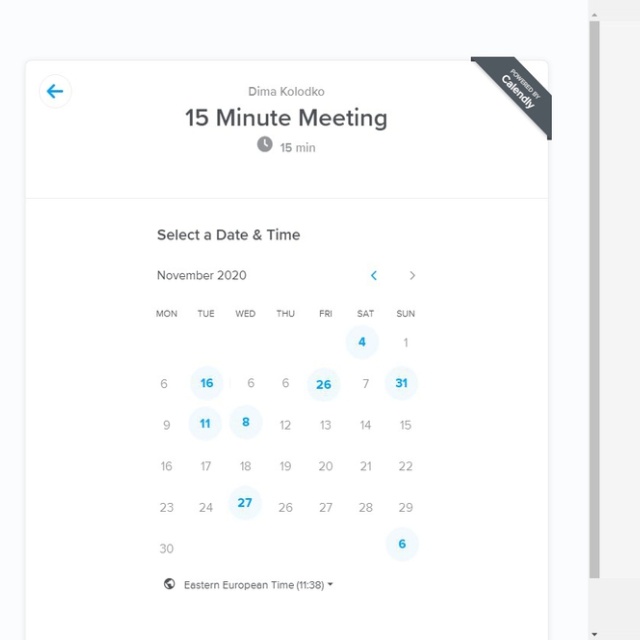 POWERED BY
Calendly
Dima Kolodko
15 Minute Meeting
15 min
Select a Date & Time
November 2020
MON TUE WED THU FRI SAT SUN
4 1
6 16 6 6 26 7 31
9 11 8 12 13 14 15
16 17 18 19 20 21 22
23 24 27 26 27 28 29
30 6
Eastern European Time (11:38)